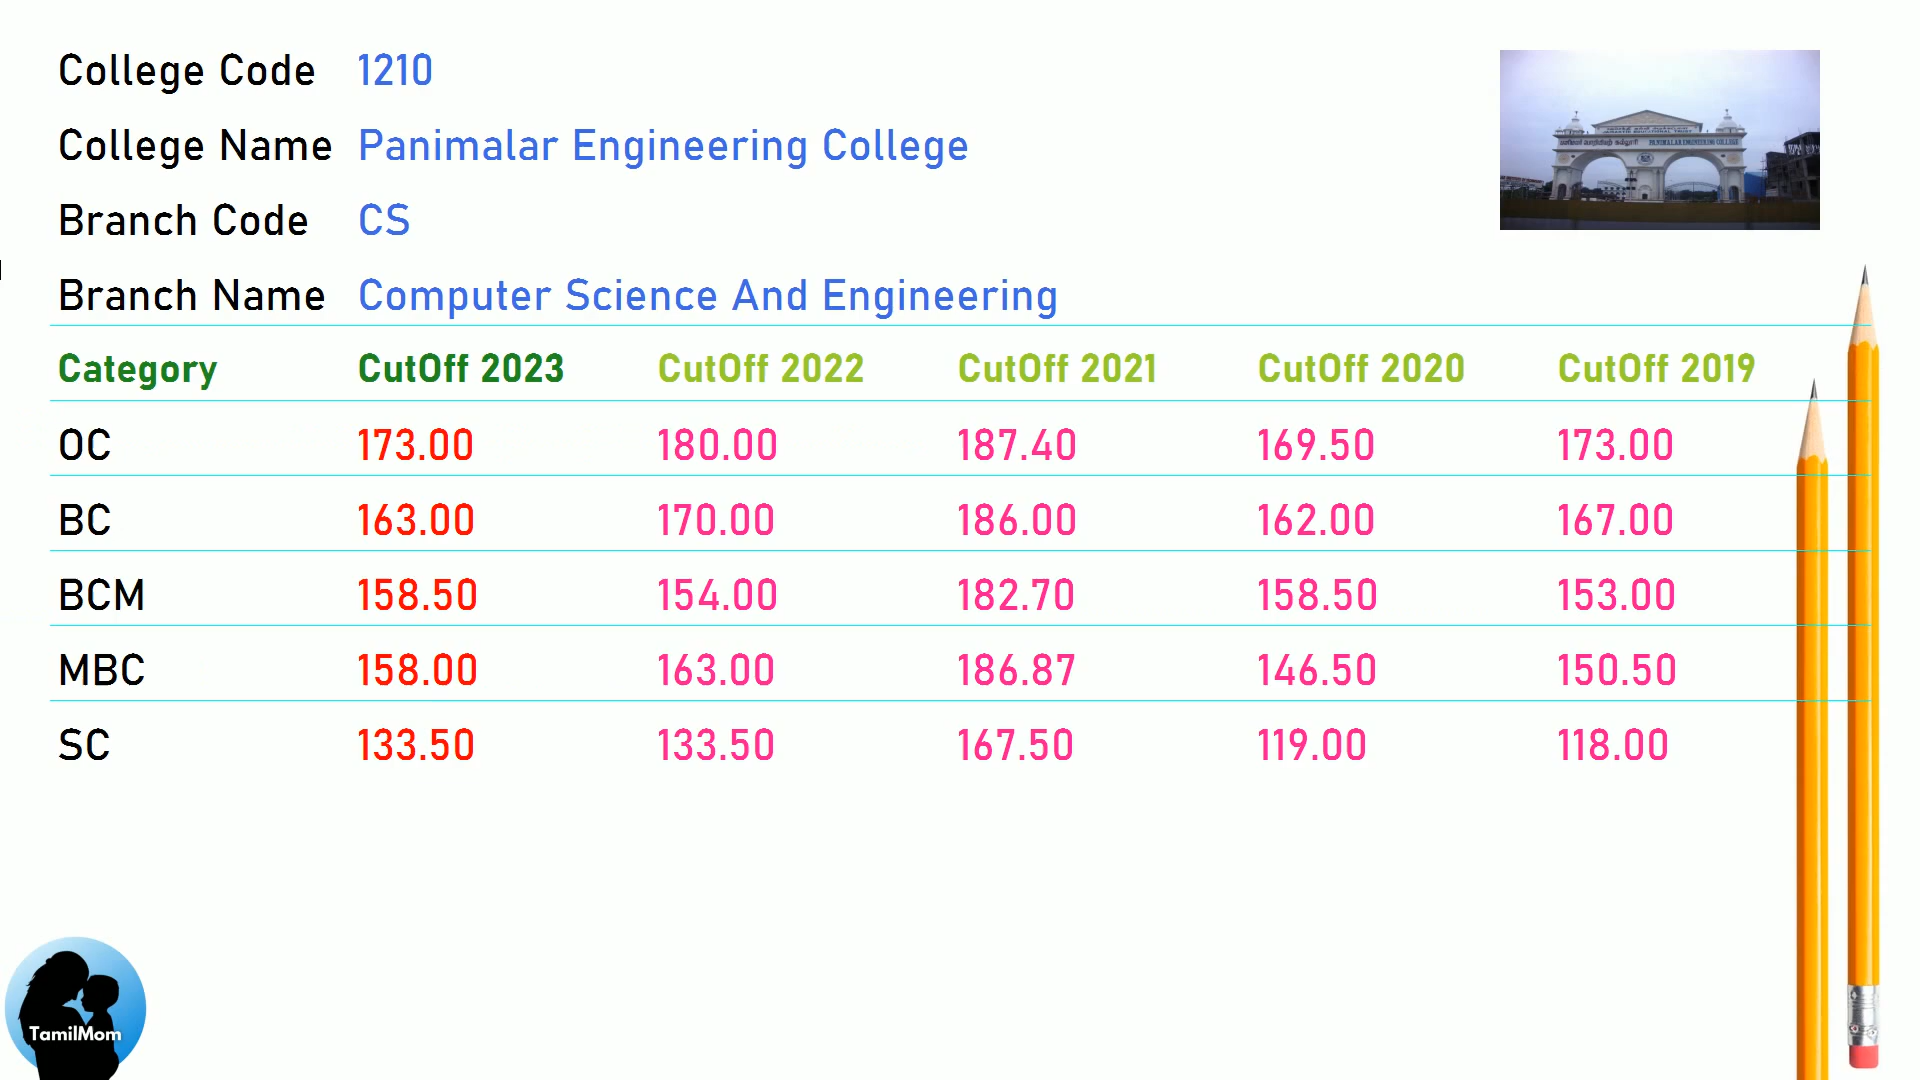 College Code 1210
College Name Panimalar Engineering College
Branch Code CS
Branch Name Computer Science And Engineering
Category CutOff 2023 CutOff 2022 CutOff 2021 CutOff 2020 CutOff 2019
OC 173.00 180.00 187.40 169.50 173.00
BC 163.00 170.00 186.00 162.00 167.00
BCM 158.50 154.00 182.70 158.50 153.00
MBC 158.00 163.00 186.87 146.50 150.50
SC 133.50 133.50 167.50 119.00 118.00
PANIMALAR ENGINEERING COLLEGE
TamilMom